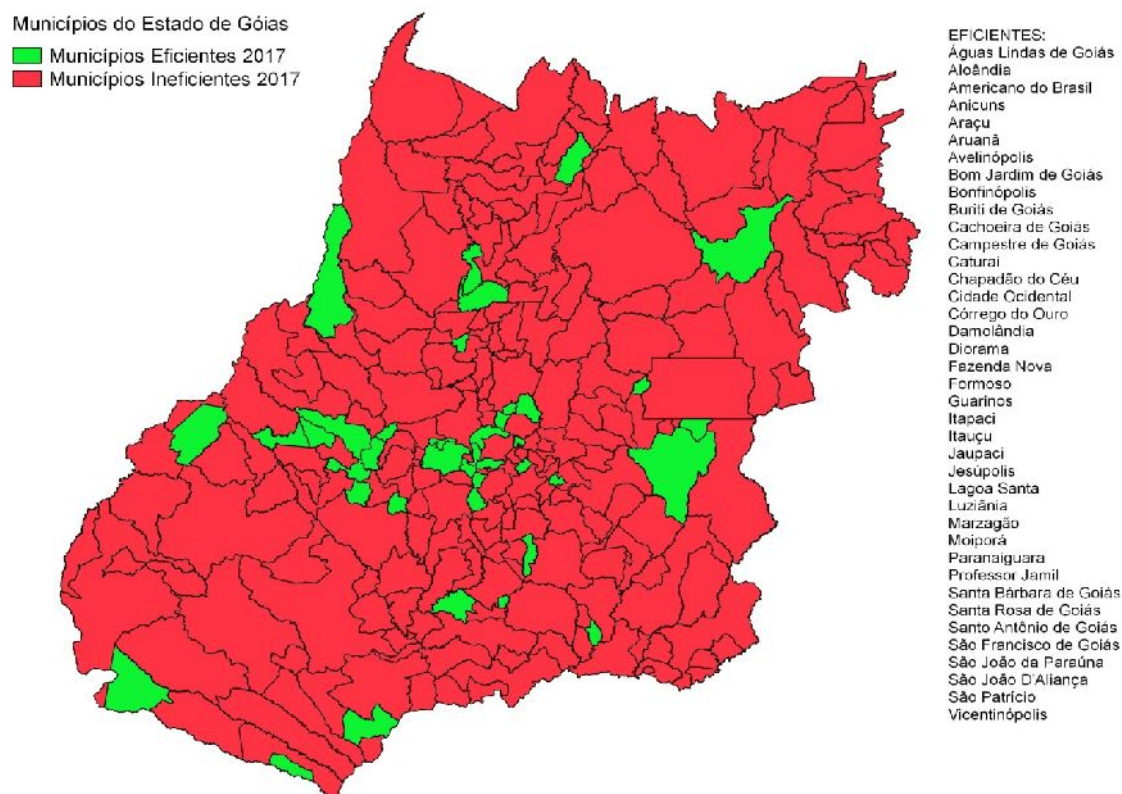 Municípios do Estado de Góias
Municípios Eficientes 2017
Municípios Ineficientes 2017
EFICIENTES:
Águas Lindas de Goiás
Aloândia
Americano do Brasil
Anicuns
Araçu
Aruanã
Avelinópolis
Bom Jardim de Goiás
Bonfinópolis
Buriti de Goiás
Cachoeira de Goiás
Campestre de Goiás
Caturaí
Chapadão do Céu
Cidade Ocidental
Córrego do Ouro
Damolândia
Diorama
Fazenda Nova
Formoso
Guarinos
Itapaci
Itauçu
Jaupaci
Jesúpolis
Lagoa Santa
Luziânia
Marzagão
Moiporá
Paranaiguara
Professor Jamil
Santa Bárbara de Goiás
Santa Rosa de Goiás
Santo Antônio de Goiás
São Francisco de Goiás
São João da Paraúna
São João D'Aliança
São Patrício
Vicentinópolis